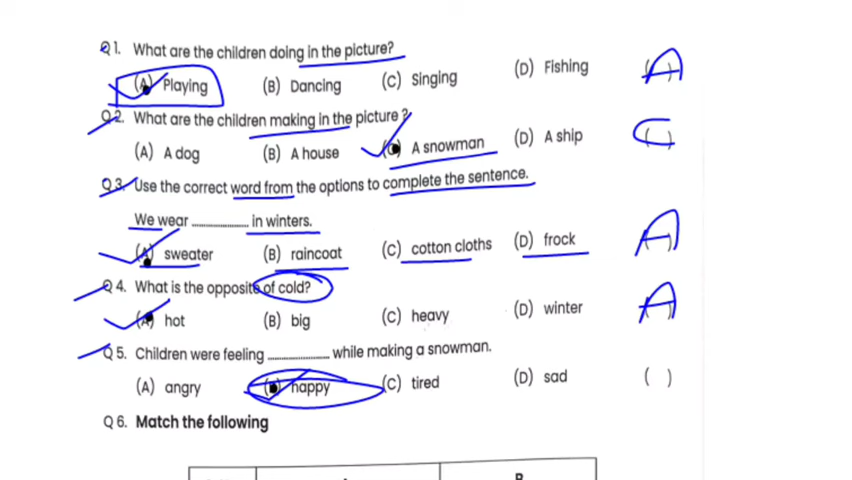 Q 1. What are the children doing in the picture?
(A) Playing (B) Dancing (C) Singing (D) Fishing A
Q 2. What are the children making in the picture ?
(A) A dog (B) A house (C) A snowman (D) A ship C
Q 3. Use the correct word from the options to complete the sentence.
We wear .................... in winters.
(A) sweater (B) raincoat (C) cotton cloths (D) frock A
Q 4. What is the opposite of cold?
(A) hot (B) big (C) heavy (D) winter A
Q 5. Children were feeling .................... while making a snowman.
(A) angry (B) happy (C) tired (D) sad ( )
Q 6. Match the following